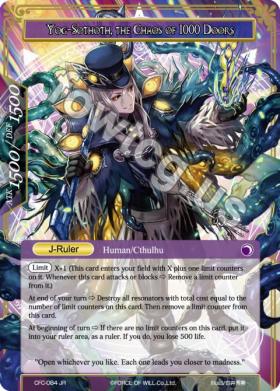 Yog-Sothoth, the Chaos of 1000 Doors
ATK 1500 / DEF 1500
J-Ruler
Human/Cthulhu
Limit X+1 (This card enters your field with X plus one limit counters
on it. Whenever this card attacks or blocks ⇨ Remove a limit counter
from it.)
At end of your turn ⇨ Destroy all resonators with total cost equal to the
number of limit counters on this card. Then remove a limit counter from
this card.
At beginning of turn ⇨ If there are no limit counters on this card, put it
into your ruler area, as a ruler. If you do, you lose 500 life.
"Open whichever you like. Each one leads you closer to madness."
CFC-084 JR
©FORCE OF WILL Co.,Ltd.